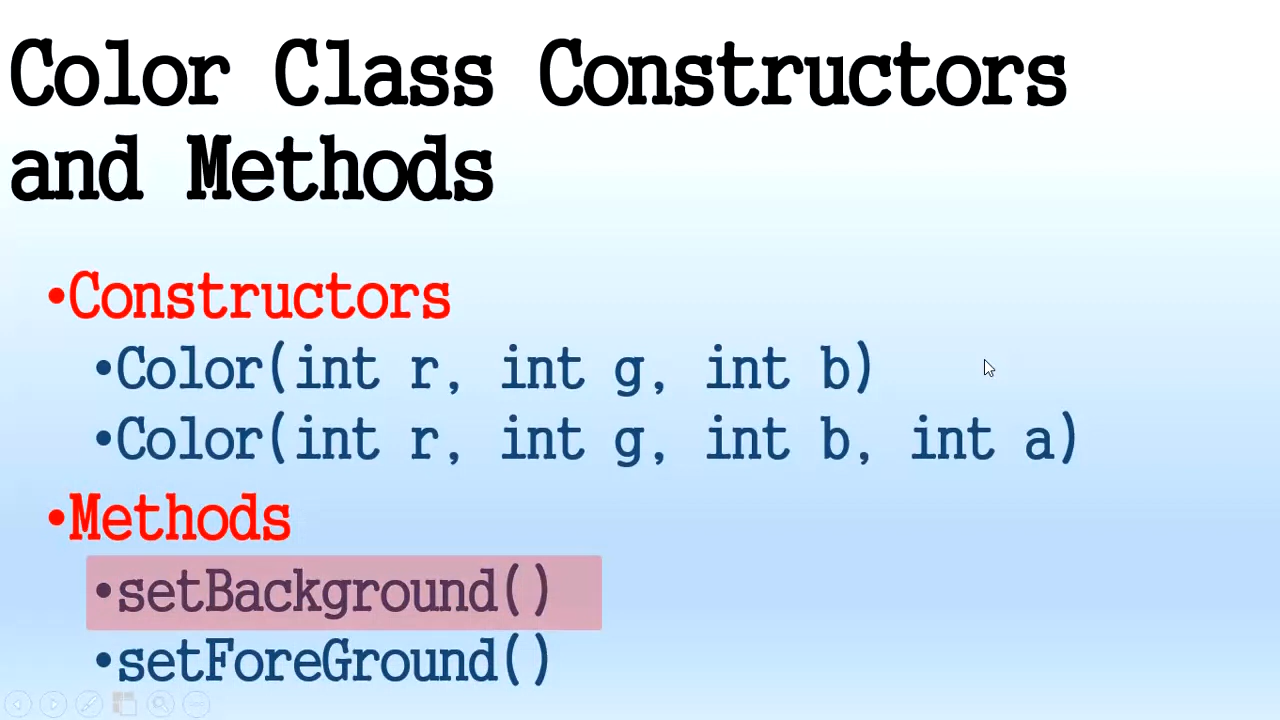 Color Class Constructors
and Methods
•Constructors
•Color(int r, int g, int b)
•Color(int r, int g, int b, int a)
•Methods
•setBackground()
•setForeGround()